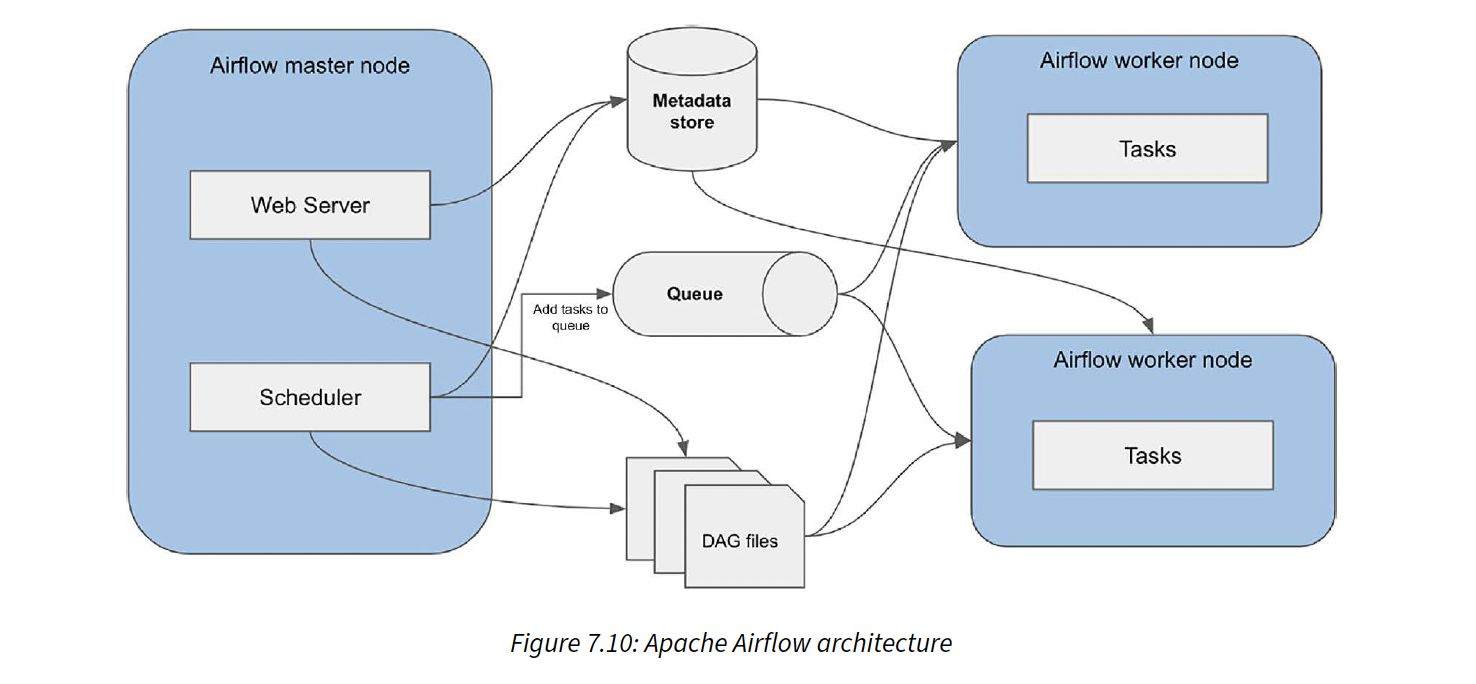 Airflow master node
Web Server
Scheduler
Metadata
store
Add tasks to
queue
Queue
DAG files
Airflow worker node
Tasks
Airflow worker node
Tasks
Figure 7.10: Apache Airflow architecture